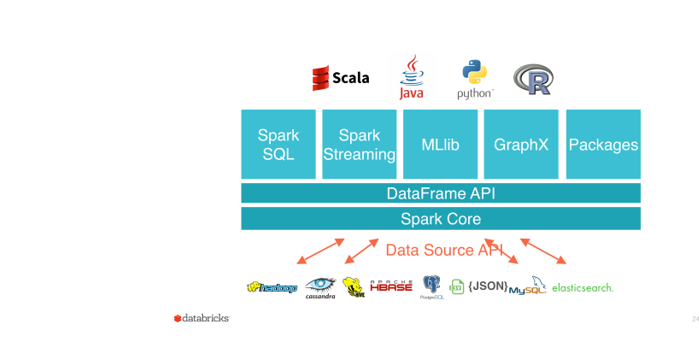 Scala
Java
python
R
Spark SQL
Spark Streaming
MLlib
GraphX
Packages
DataFrame API
Spark Core
Data Source API
hadoop
cassandra
HIVE
APACHE HBASE
PostgreSQL
{JSON}
MySQL
elasticsearch.
databricks
24